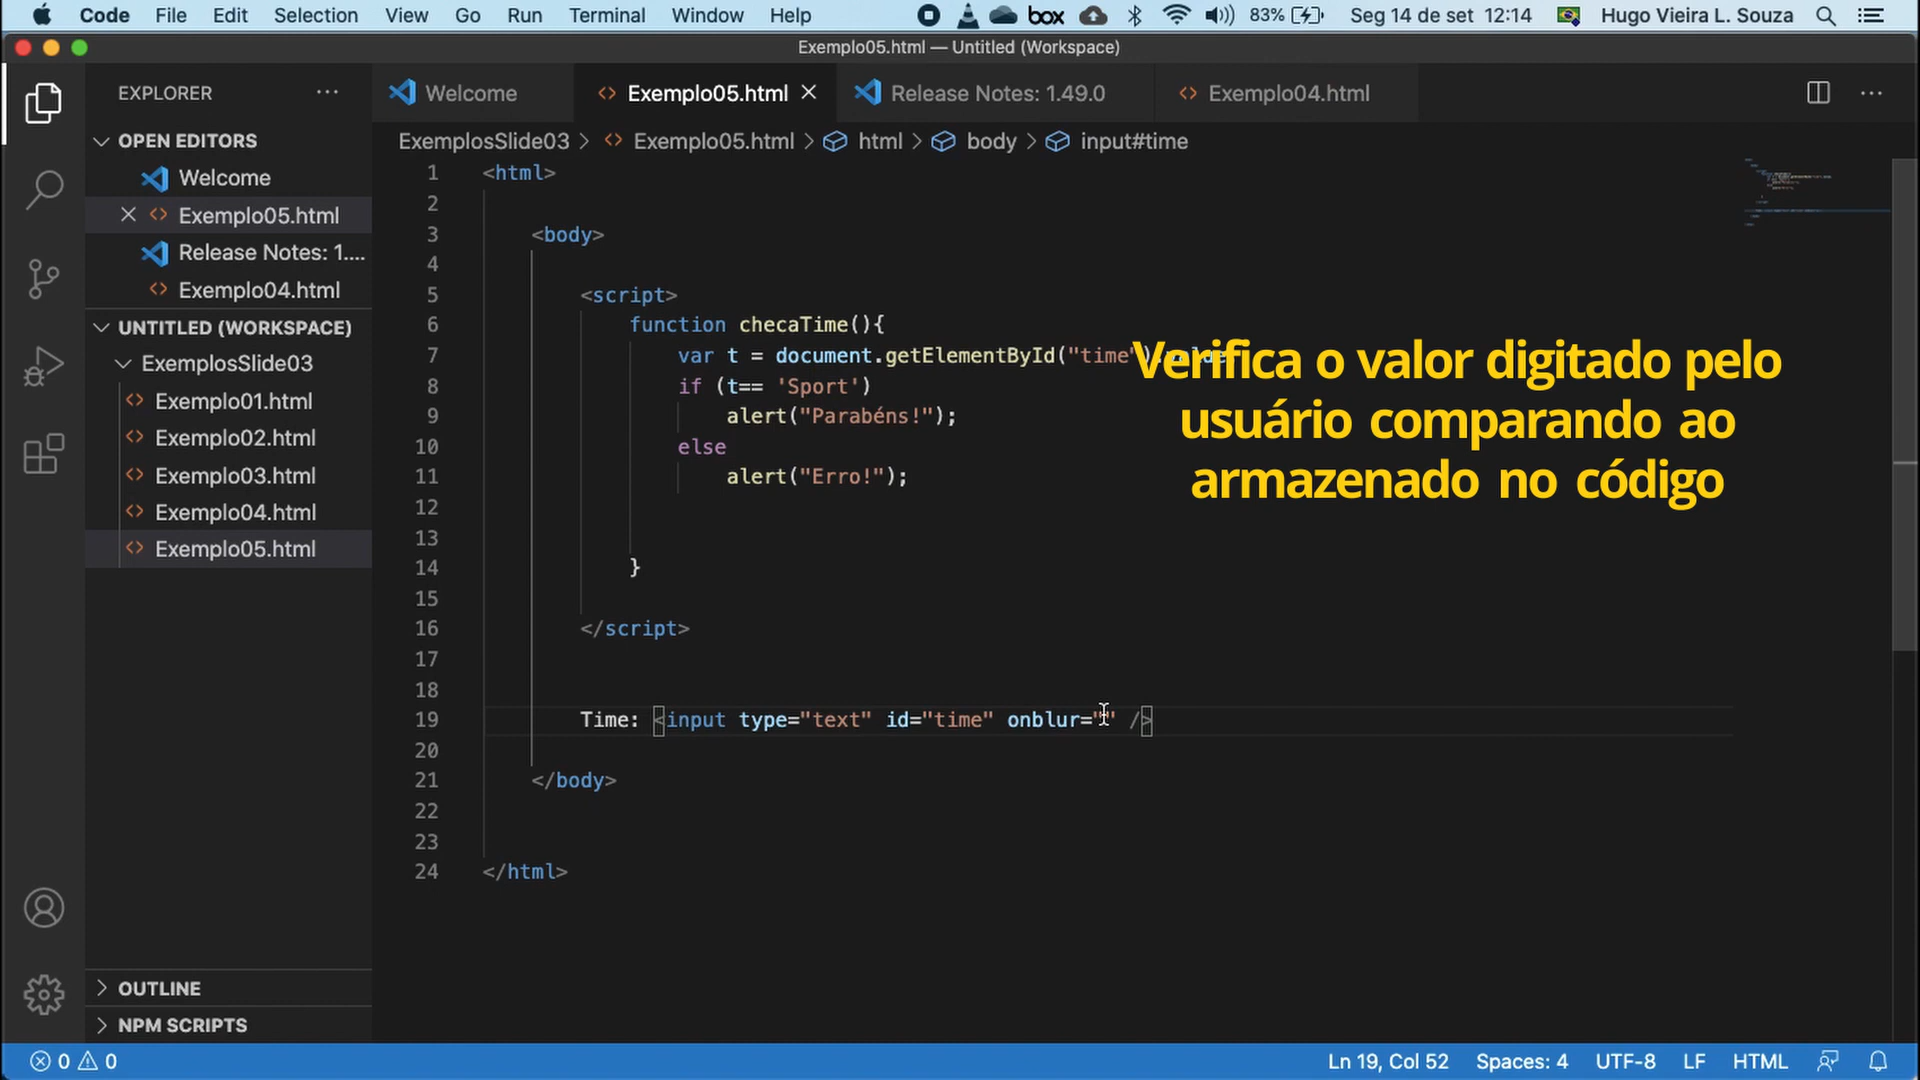 Code File Edit Selection View Go Run Terminal Window Help box 83% Seg 14 de set 12:14 Hugo Vieira L. Souza
Exemplo05.html — Untitled (Workspace)
EXPLORER ··· Welcome Exemplo05.html Release Notes: 1.49.0 Exemplo04.html ···
ExemplosSlide03 > Exemplo05.html > html > body > input#time
OPEN EDITORS
Welcome
Exemplo05.html
Release Notes: 1....
Exemplo04.html
UNTITLED (WORKSPACE)
ExemplosSlide03
Exemplo01.html
Exemplo02.html
Exemplo03.html
Exemplo04.html
Exemplo05.html
OUTLINE
NPM SCRIPTS
1 <html>
2
3 <body>
4
5 <script>
6 function checaTime(){
7 var t = document.getElementById("time").value
8 if (t== 'Sport')
9 alert("Parabéns!");
10 else
11 alert("Erro!");
12
13
14 }
15
16 </script>
17
18
19 Time: <input type="text" id="time" onblur="" />
20
21 </body>
22
23
24 </html>
Verifica o valor digitado pelo
usuário comparando ao
armazenado no código
0 0 Ln 19, Col 52 Spaces: 4 UTF-8 LF HTML